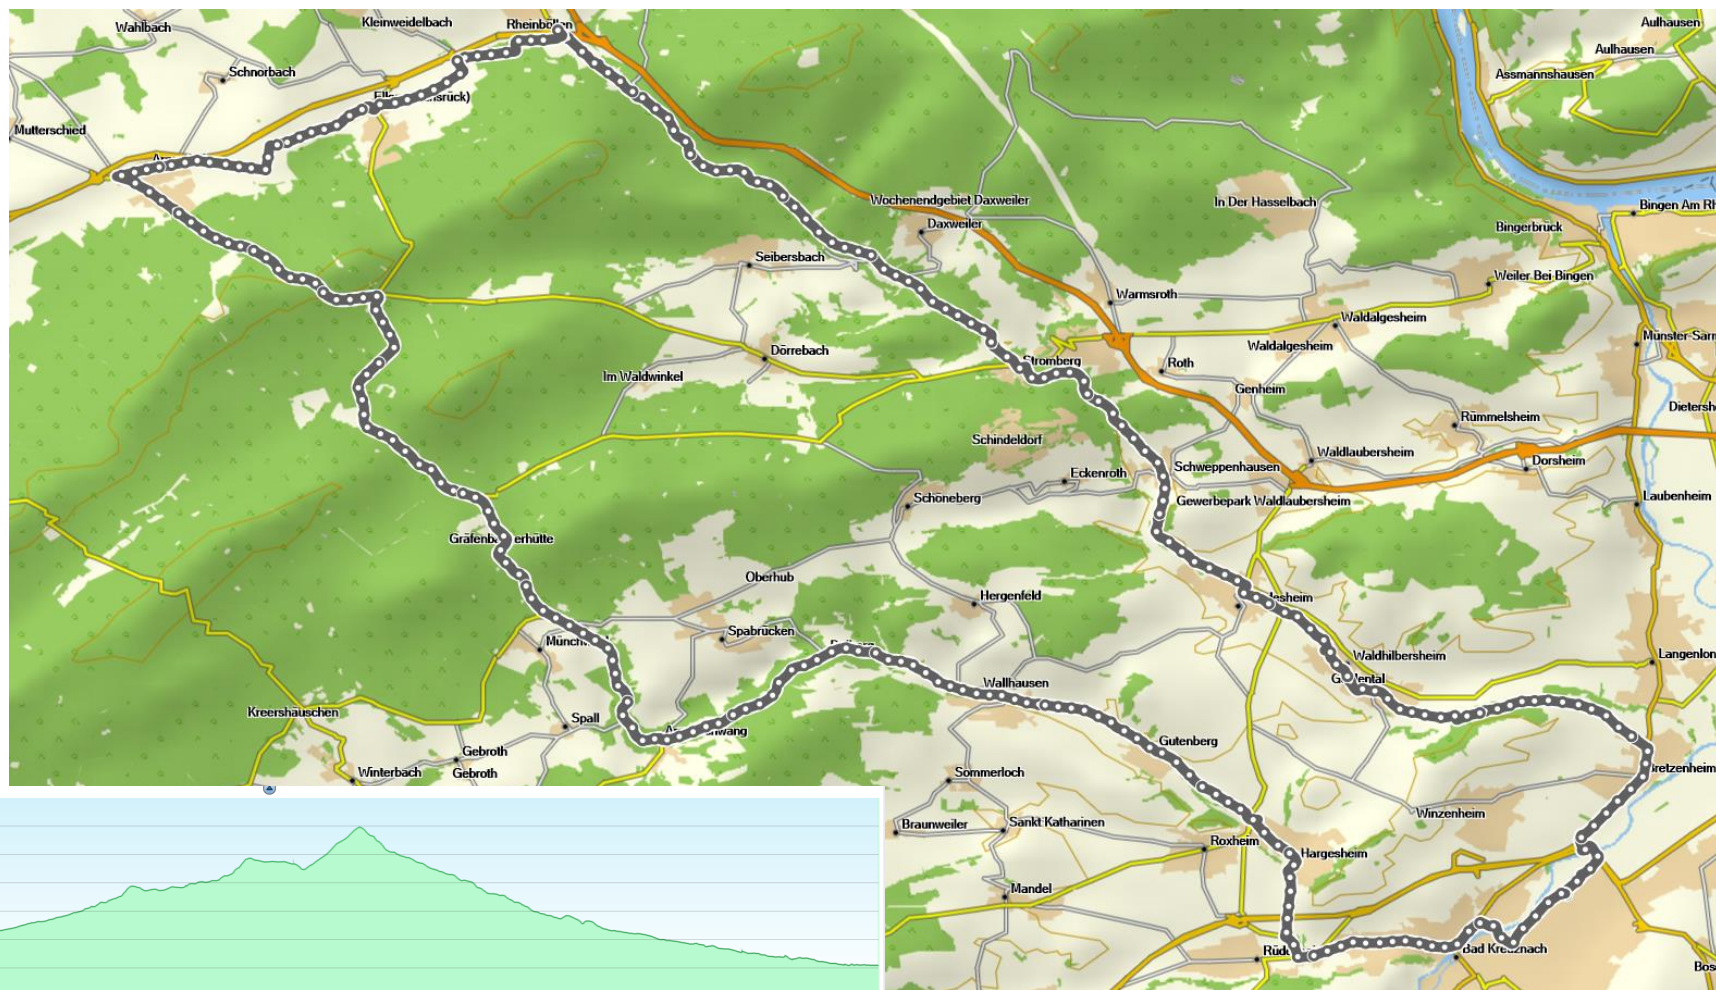 Wahlbach
Kleinweidelbach
Rheinböllen
Aulhausen
Aulhausen
Assmannshausen
Schnorbach
Mutterschied
Wochenendgebiet Daxweiler
In Der Hasselbach
Bingen Am Rh
Daxweiler
Bingerbrück
Seibersbach
Weiler Bei Bingen
Warmsroth
Waldalgesheim
Münster-Sarm
Waldalgesheim
Dörrebach
Stromberg
Roth
Im Waldwinkel
Genheim
Dietersh
Rümmelsheim
Schindeldorf
Waldlaubersheim
Dorsheim
Schweppenhausen
Eckenroth
Schöneberg
Gewerbepark Waldlaubersheim
Laubenheim
Oberhub
Hergenfeld
Spabrücken
Waldhilbersheim
Langenlon
Wallhausen
Kreershäuschen
Spall
Gutenberg
Gebroth
Gebroth
Winterbach
Sommerloch
Bretzenheim
Winzenheim
Braunweiler
Sankt Katharinen
Roxheim
Hargesheim
Mandel
Bad Kreuznach
Bos